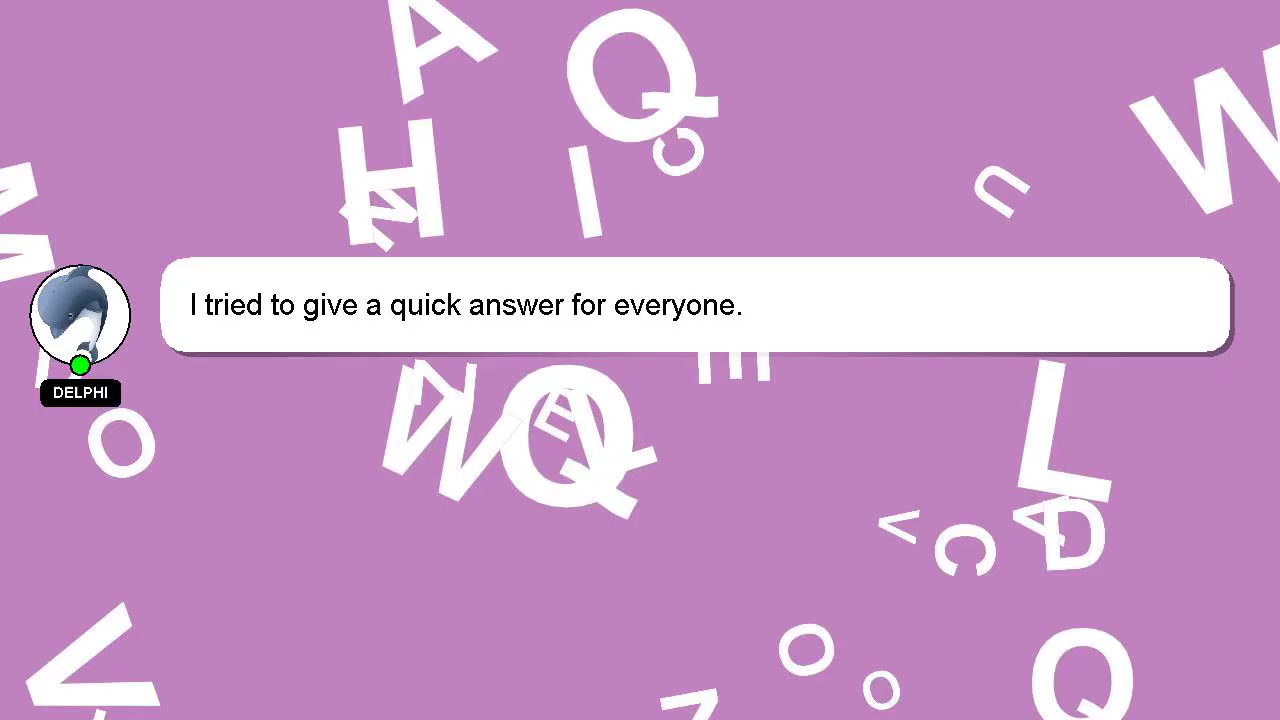 A
Q
C
H
I
W
U
M
I tried to give a quick answer for everyone.
DELPHI
E
L
O
W
Q
E
V
C
A
D
V
O
O
Q
Z